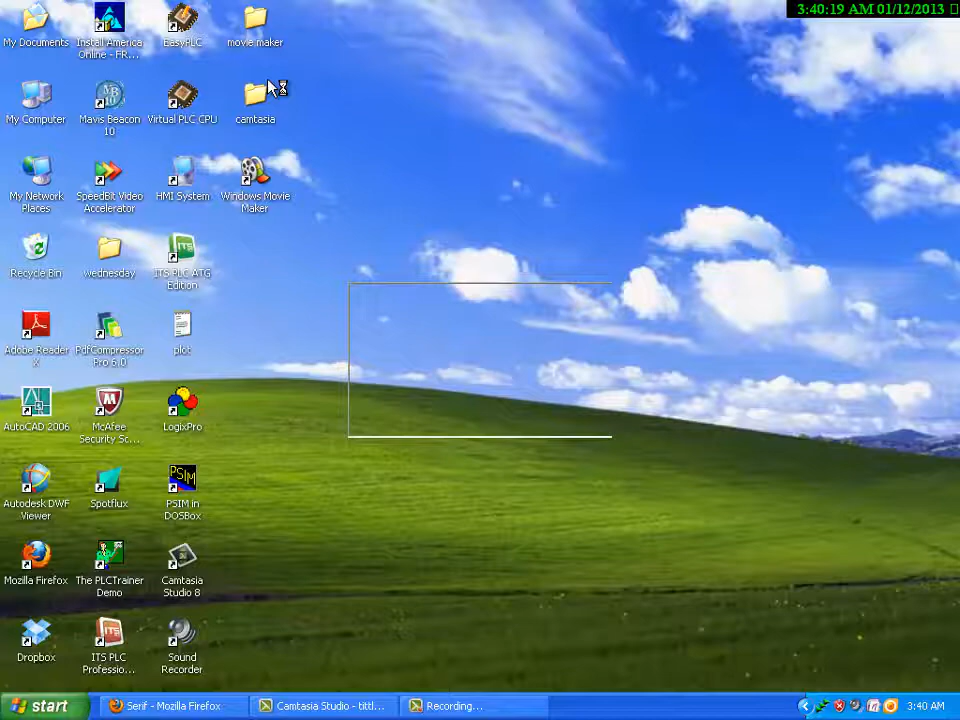 3:40:19 AM 01/12/2013
My Documents
Install America
Online - FR...
EasyPLC
movie maker
My Computer
Mavis Beacon
10
Virtual PLC CPU
camtasia
My Network
Places
SpeedBit Video
Accelerator
HMI System
Windows Movie
Maker
Recycle Bin
wednesday
ITS PLC ATG
Edition
Adobe Reader
X
PdfCompressor
Pro 6.0
plot
AutoCAD 2006
McAfee
Security Sc...
LogixPro
Autodesk DWF
Viewer
Spotflux
PSIM
PSIM in
DOSBox
Mozilla Firefox
The PLCTrainer
Demo
Camtasia
Studio 8
Dropbox
ITS PLC
Professio...
Sound
Recorder
start
Serif - Mozilla Firefox
Camtasia Studio - tittl...
Recording...
3:40 AM